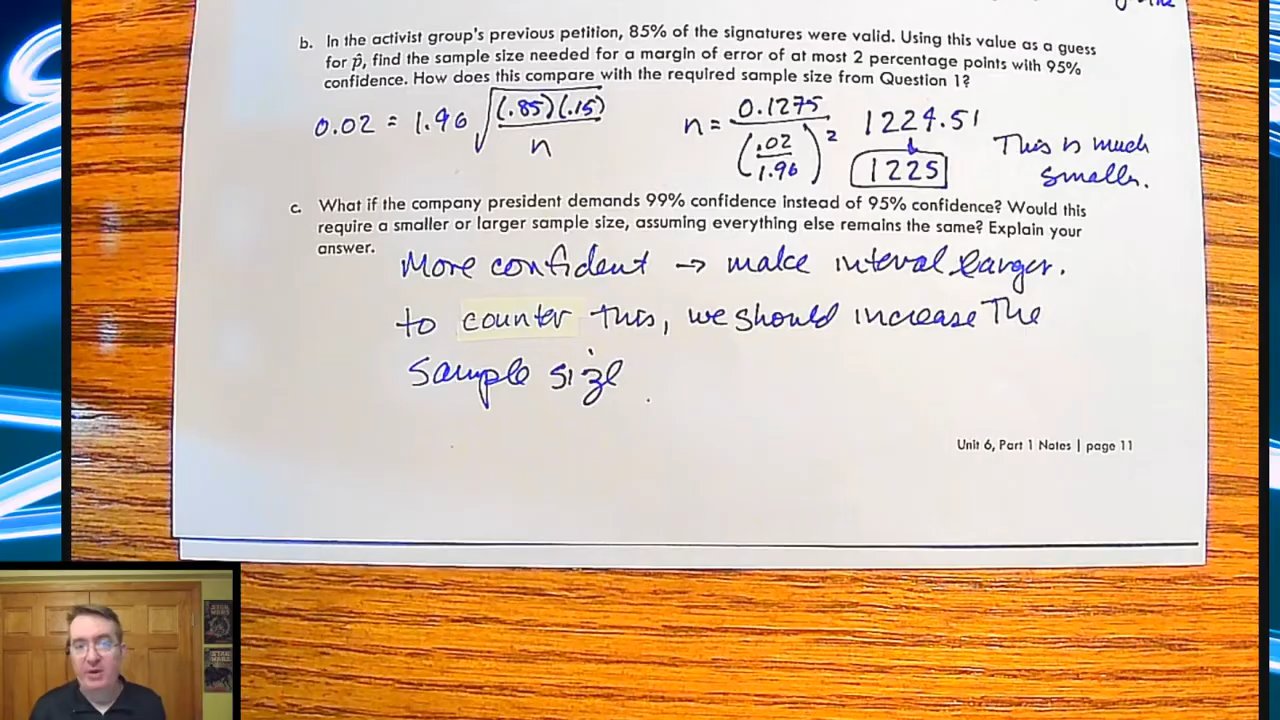 b. In the activist group's previous petition, 85% of the signatures were valid. Using this value as a guess
for p̂, find the sample size needed for a margin of error of at most 2 percentage points with 95%
confidence. How does this compare with the required sample size from Question 1?
0.02 = 1.96 √((.85)(.15)/n)
n = 0.1275/(.02/1.96)² 1224.51
↓
1225
This is much
smaller.
c. What if the company president demands 99% confidence instead of 95% confidence? Would this
require a smaller or larger sample size, assuming everything else remains the same? Explain your
answer.
More confident → make interval larger.
to counter this, we should increase the
sample size.
Unit 6, Part 1 Notes | page 11
STAR WARS
STAR WARS